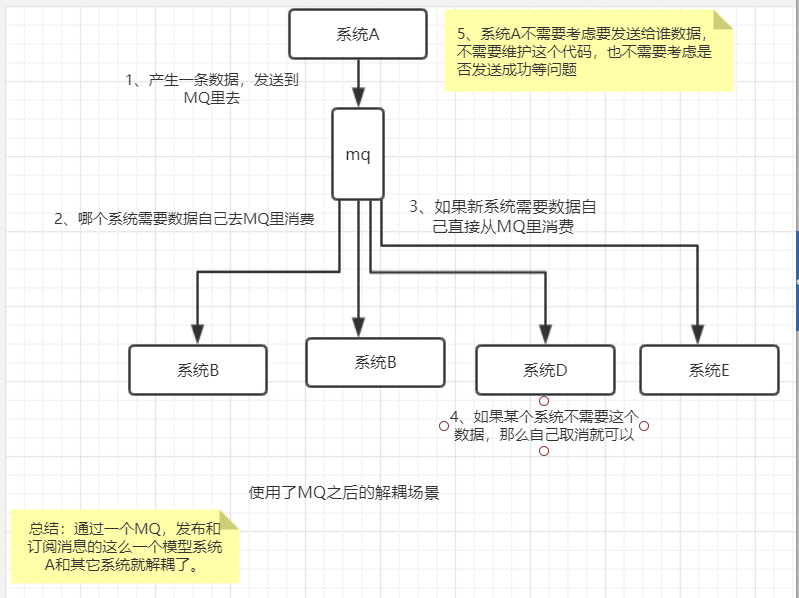 系统A
5、系统A不需要考虑要发送给谁数据，
不需要维护这个代码，也不需要考虑是
否发送成功等问题
1、产生一条数据，发送到
MQ里去
mq
2、哪个系统需要数据自己去MQ里消费
3、如果新系统需要数据自
己直接从MQ里消费
系统B
系统B
系统D
系统E
4、如果某个系统不需要这个
数据，那么自己取消就可以
使用了MQ之后的解耦场景
总结：通过一个MQ，发布和
订阅消息的这么一个模型系统
A和其它系统就解耦了。